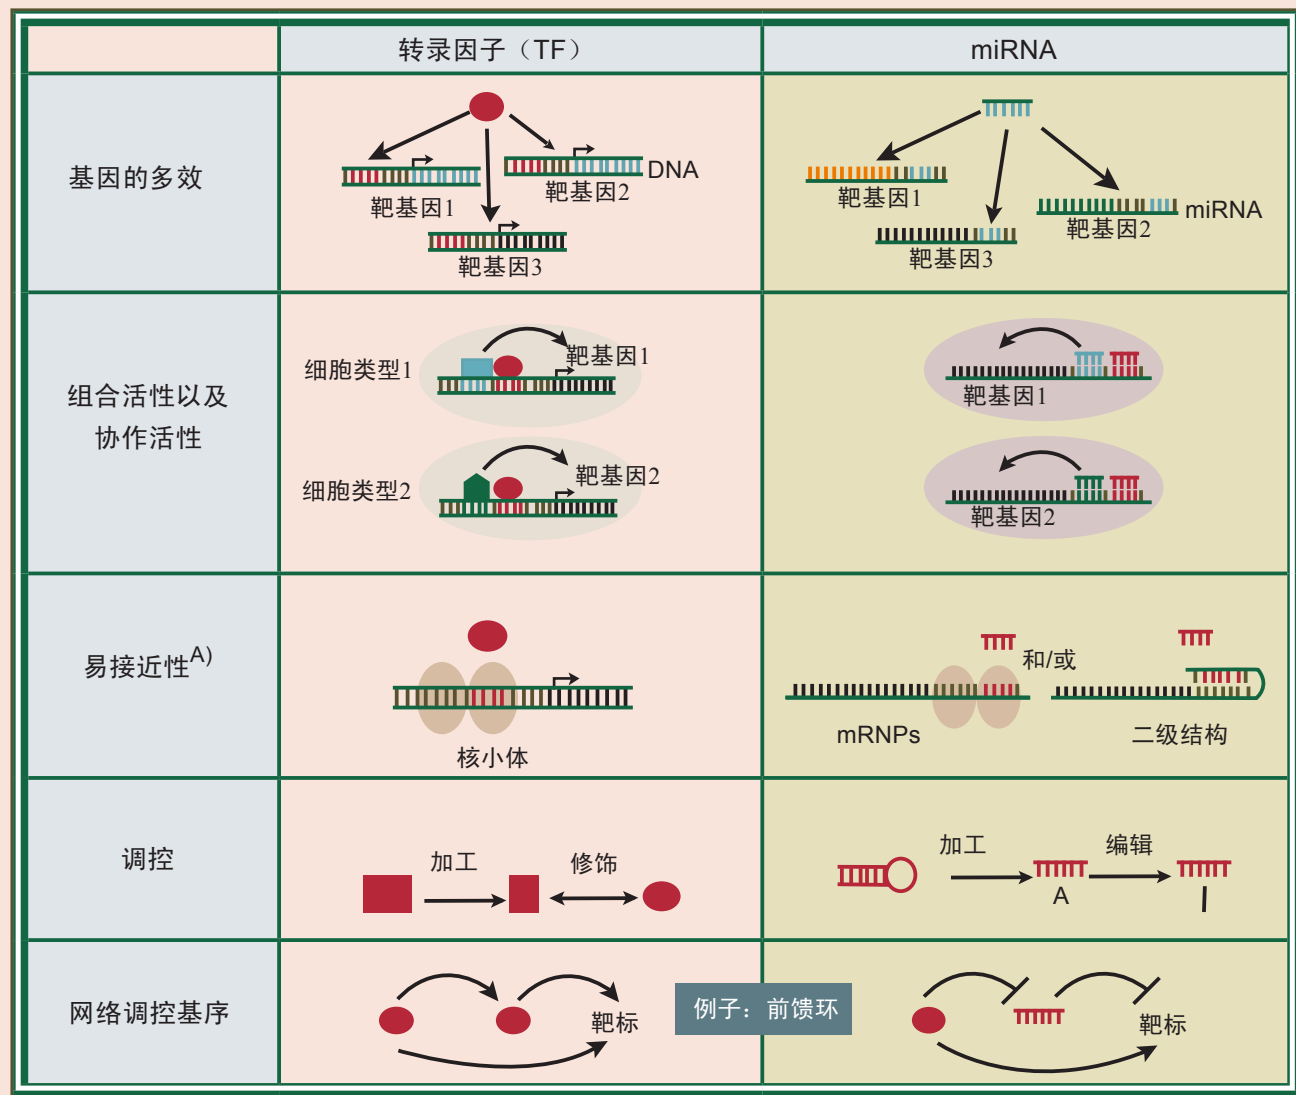 转录因子（TF）
miRNA
基因的多效
靶基因1
靶基因2
DNA
靶基因3
靶基因1
靶基因2
miRNA
靶基因3
组合活性以及
协作活性
细胞类型1
靶基因1
细胞类型2
靶基因2
靶基因1
靶基因2
易接近性A)
核小体
和/或
mRNPs
二级结构
调控
加工
修饰
加工
编辑
A
I
网络调控基序
靶标
例子：前馈环
靶标